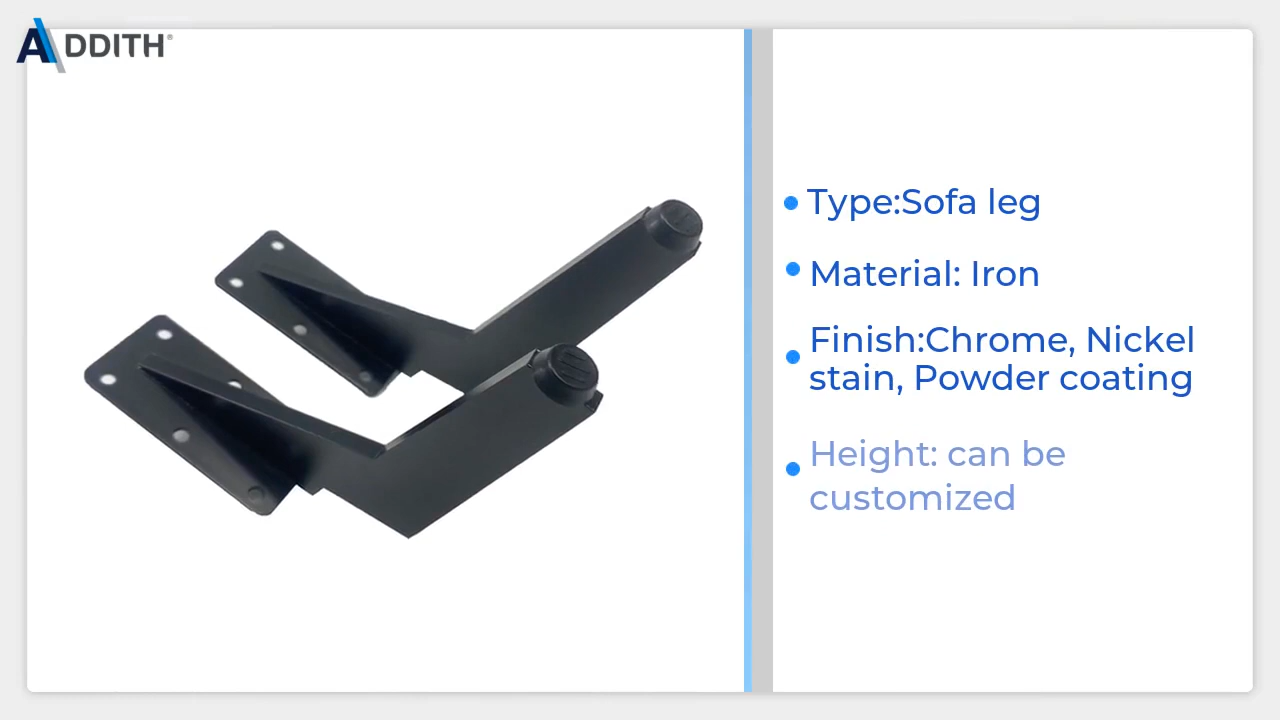 ADDITH®
Type:Sofa leg
Material: Iron
Finish:Chrome, Nickel
stain, Powder coating
Height: can be
customized